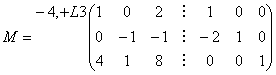 M = -4,+L3 ( 1 0 2 ⋮ 1 0 0
0 -1 -1 ⋮ -2 1 0
4 1 8 ⋮ 0 0 1 )